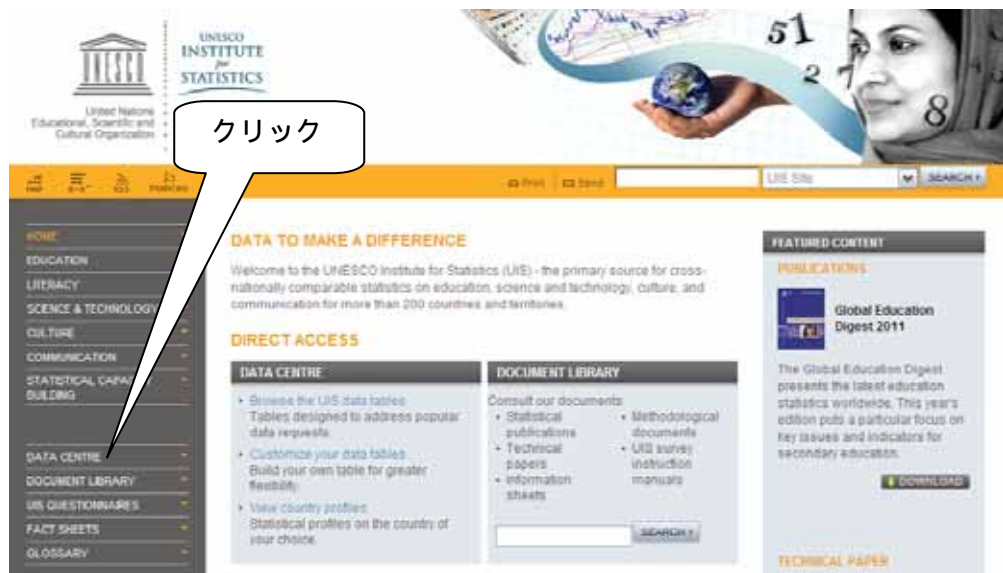 UNESCO
INSTITUTE
for
STATISTICS
United Nations
Educational, Scientific and
Cultural Organization
クリック
51
2
7
8
Print
Send
UIS Site
SEARCH
HOME
EDUCATION
LITERACY
SCIENCE & TECHNOLOGY
CULTURE
COMMUNICATION
STATISTICAL CAPACITY
BUILDING
DATA CENTRE
DOCUMENT LIBRARY
UIS QUESTIONNAIRES
FACT SHEETS
GLOSSARY
DATA TO MAKE A DIFFERENCE
Welcome to the UNESCO Institute for Statistics (UIS) - the primary source for cross-
nationally comparable statistics on education, science and technology, culture, and
communication for more than 200 countries and territories.
DIRECT ACCESS
DATA CENTRE
Browse the UIS data tables
Tables designed to address popular
data requests.
Customize your data tables
Build your own table for greater
flexibility.
View country profiles
Statistical profiles on the country of
your choice.
DOCUMENT LIBRARY
Consult our documents
Statistical
publications
Technical
papers
Information
sheets
Methodological
documents
UIS survey
instruction
manuals
SEARCH
FEATURED CONTENT
PUBLICATIONS
Global Education
Digest 2011
The Global Education Digest
presents the latest education
statistics worldwide. This year's
edition puts a particular focus on
key issues and indicators for
secondary education.
DOWNLOAD
TECHNICAL PAPER